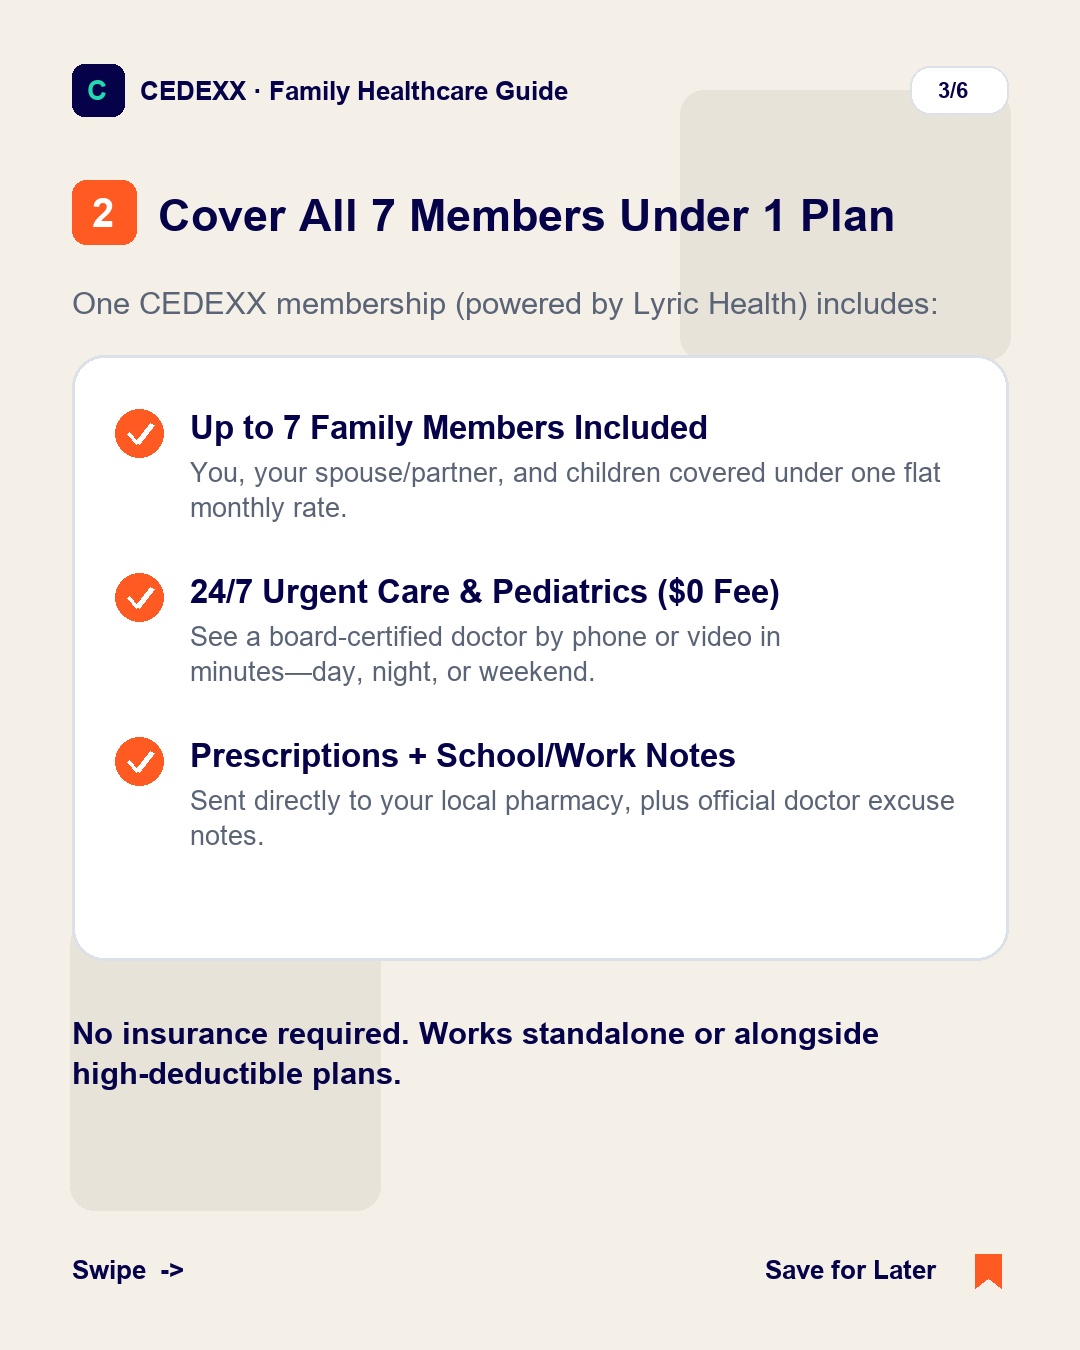 C
CEDEXX · Family Healthcare Guide
3/6
2
Cover All 7 Members Under 1 Plan
One CEDEXX membership (powered by Lyric Health) includes:
Up to 7 Family Members Included
You, your spouse/partner, and children covered under one flat
monthly rate.
24/7 Urgent Care & Pediatrics ($0 Fee)
See a board-certified doctor by phone or video in
minutes—day, night, or weekend.
Prescriptions + School/Work Notes
Sent directly to your local pharmacy, plus official doctor excuse
notes.
No insurance required. Works standalone or alongside
high-deductible plans.
Swipe ->
Save for Later